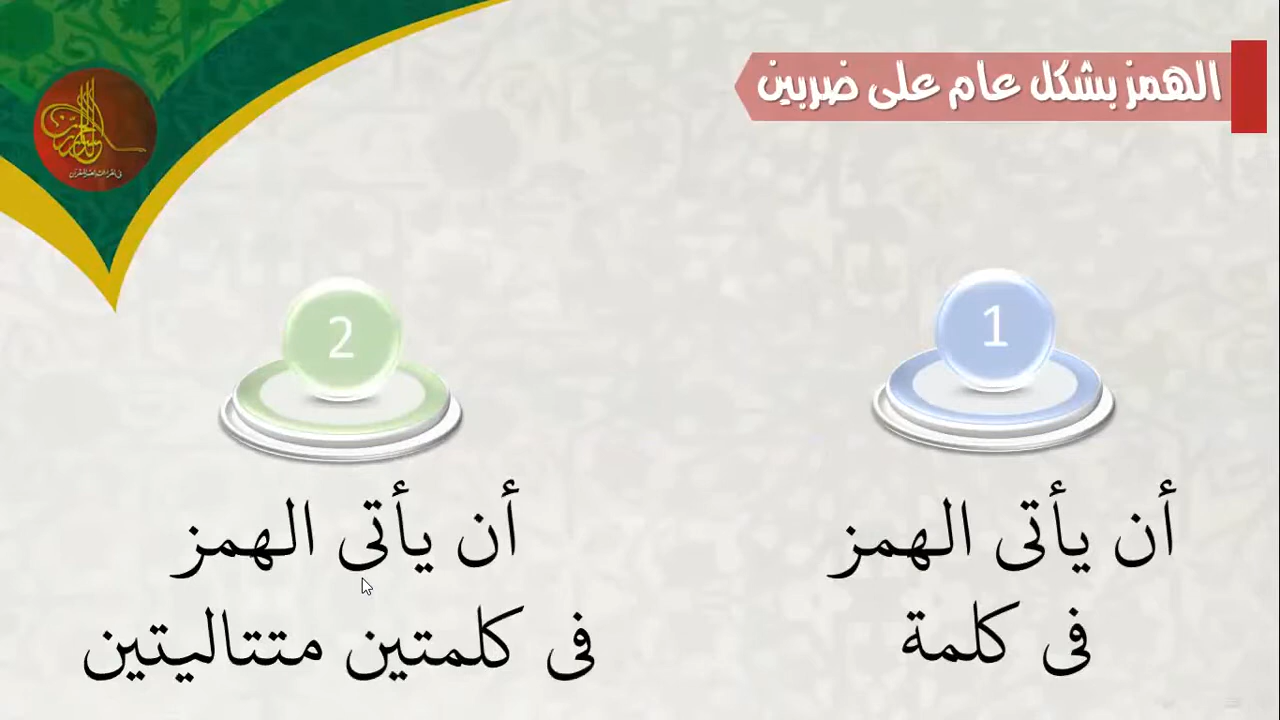 الهمز بشكل عام على ضربين
1
أن يأتى الهمز
فى كلمة
2
أن يأتى الهمز
فى كلمتين متتاليتين